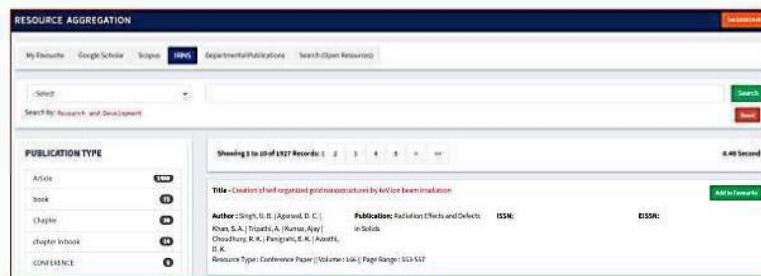 RESOURCE AGGREGATION
My Favourite Google Scholar Scopus IRINS Departmental Publications Search (Open Resources)
-Select Search
Search by: Research and Development Reset
PUBLICATION TYPE
Article
book
Chapter
chapter in book
CONFERENCE
Showing 1 to 10 of 1927 Records: 1 2 3 4 5 » »» 0.48 Second
Title - Creation of self-organized gold nanostructures by keV ion beam irradiation Add to Favourite
Author : Singh, U. B. | Agarwal, D. C. | Publication: Radiation Effects and Defects ISSN: EISSN:
Khan, S. A. | Tripathi, A. | Kumar, Ajay | in Solids
Choudhury, R. K. | Panigrahi, B. K. | Avasthi,
D. K.
Resource Type : Conference Paper || Volume : 166 | Page Range : 553-557